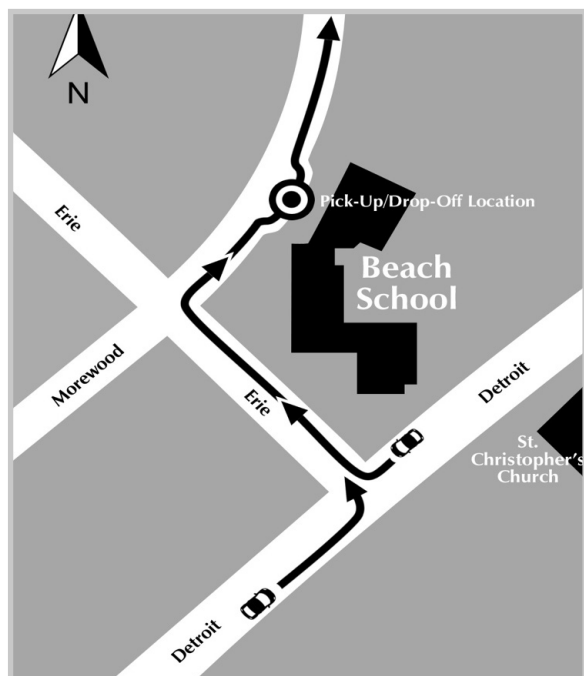 N
Erie
Pick-Up/Drop-Off Location
Beach
School
Morewood
Erie
Detroit
St.
Christopher's
Church
Detroit